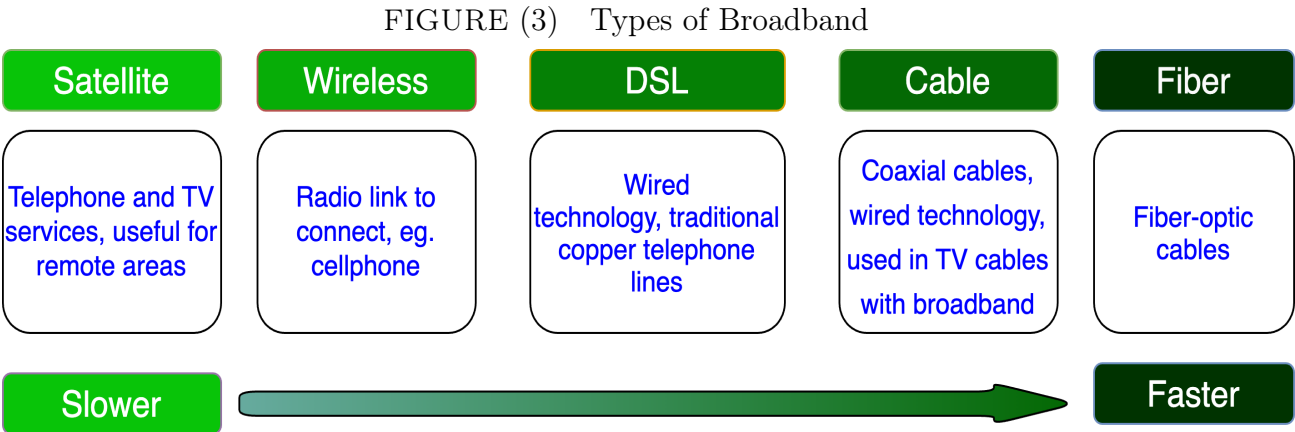 FIGURE (3) Types of Broadband
Satellite
Wireless
DSL
Cable
Fiber
Telephone and TV
services, useful for
remote areas
Radio link to
connect, eg.
cellphone
Wired
technology, traditional
copper telephone
lines
Coaxial cables,
wired technology,
used in TV cables
with broadband
Fiber-optic
cables
Slower
Faster